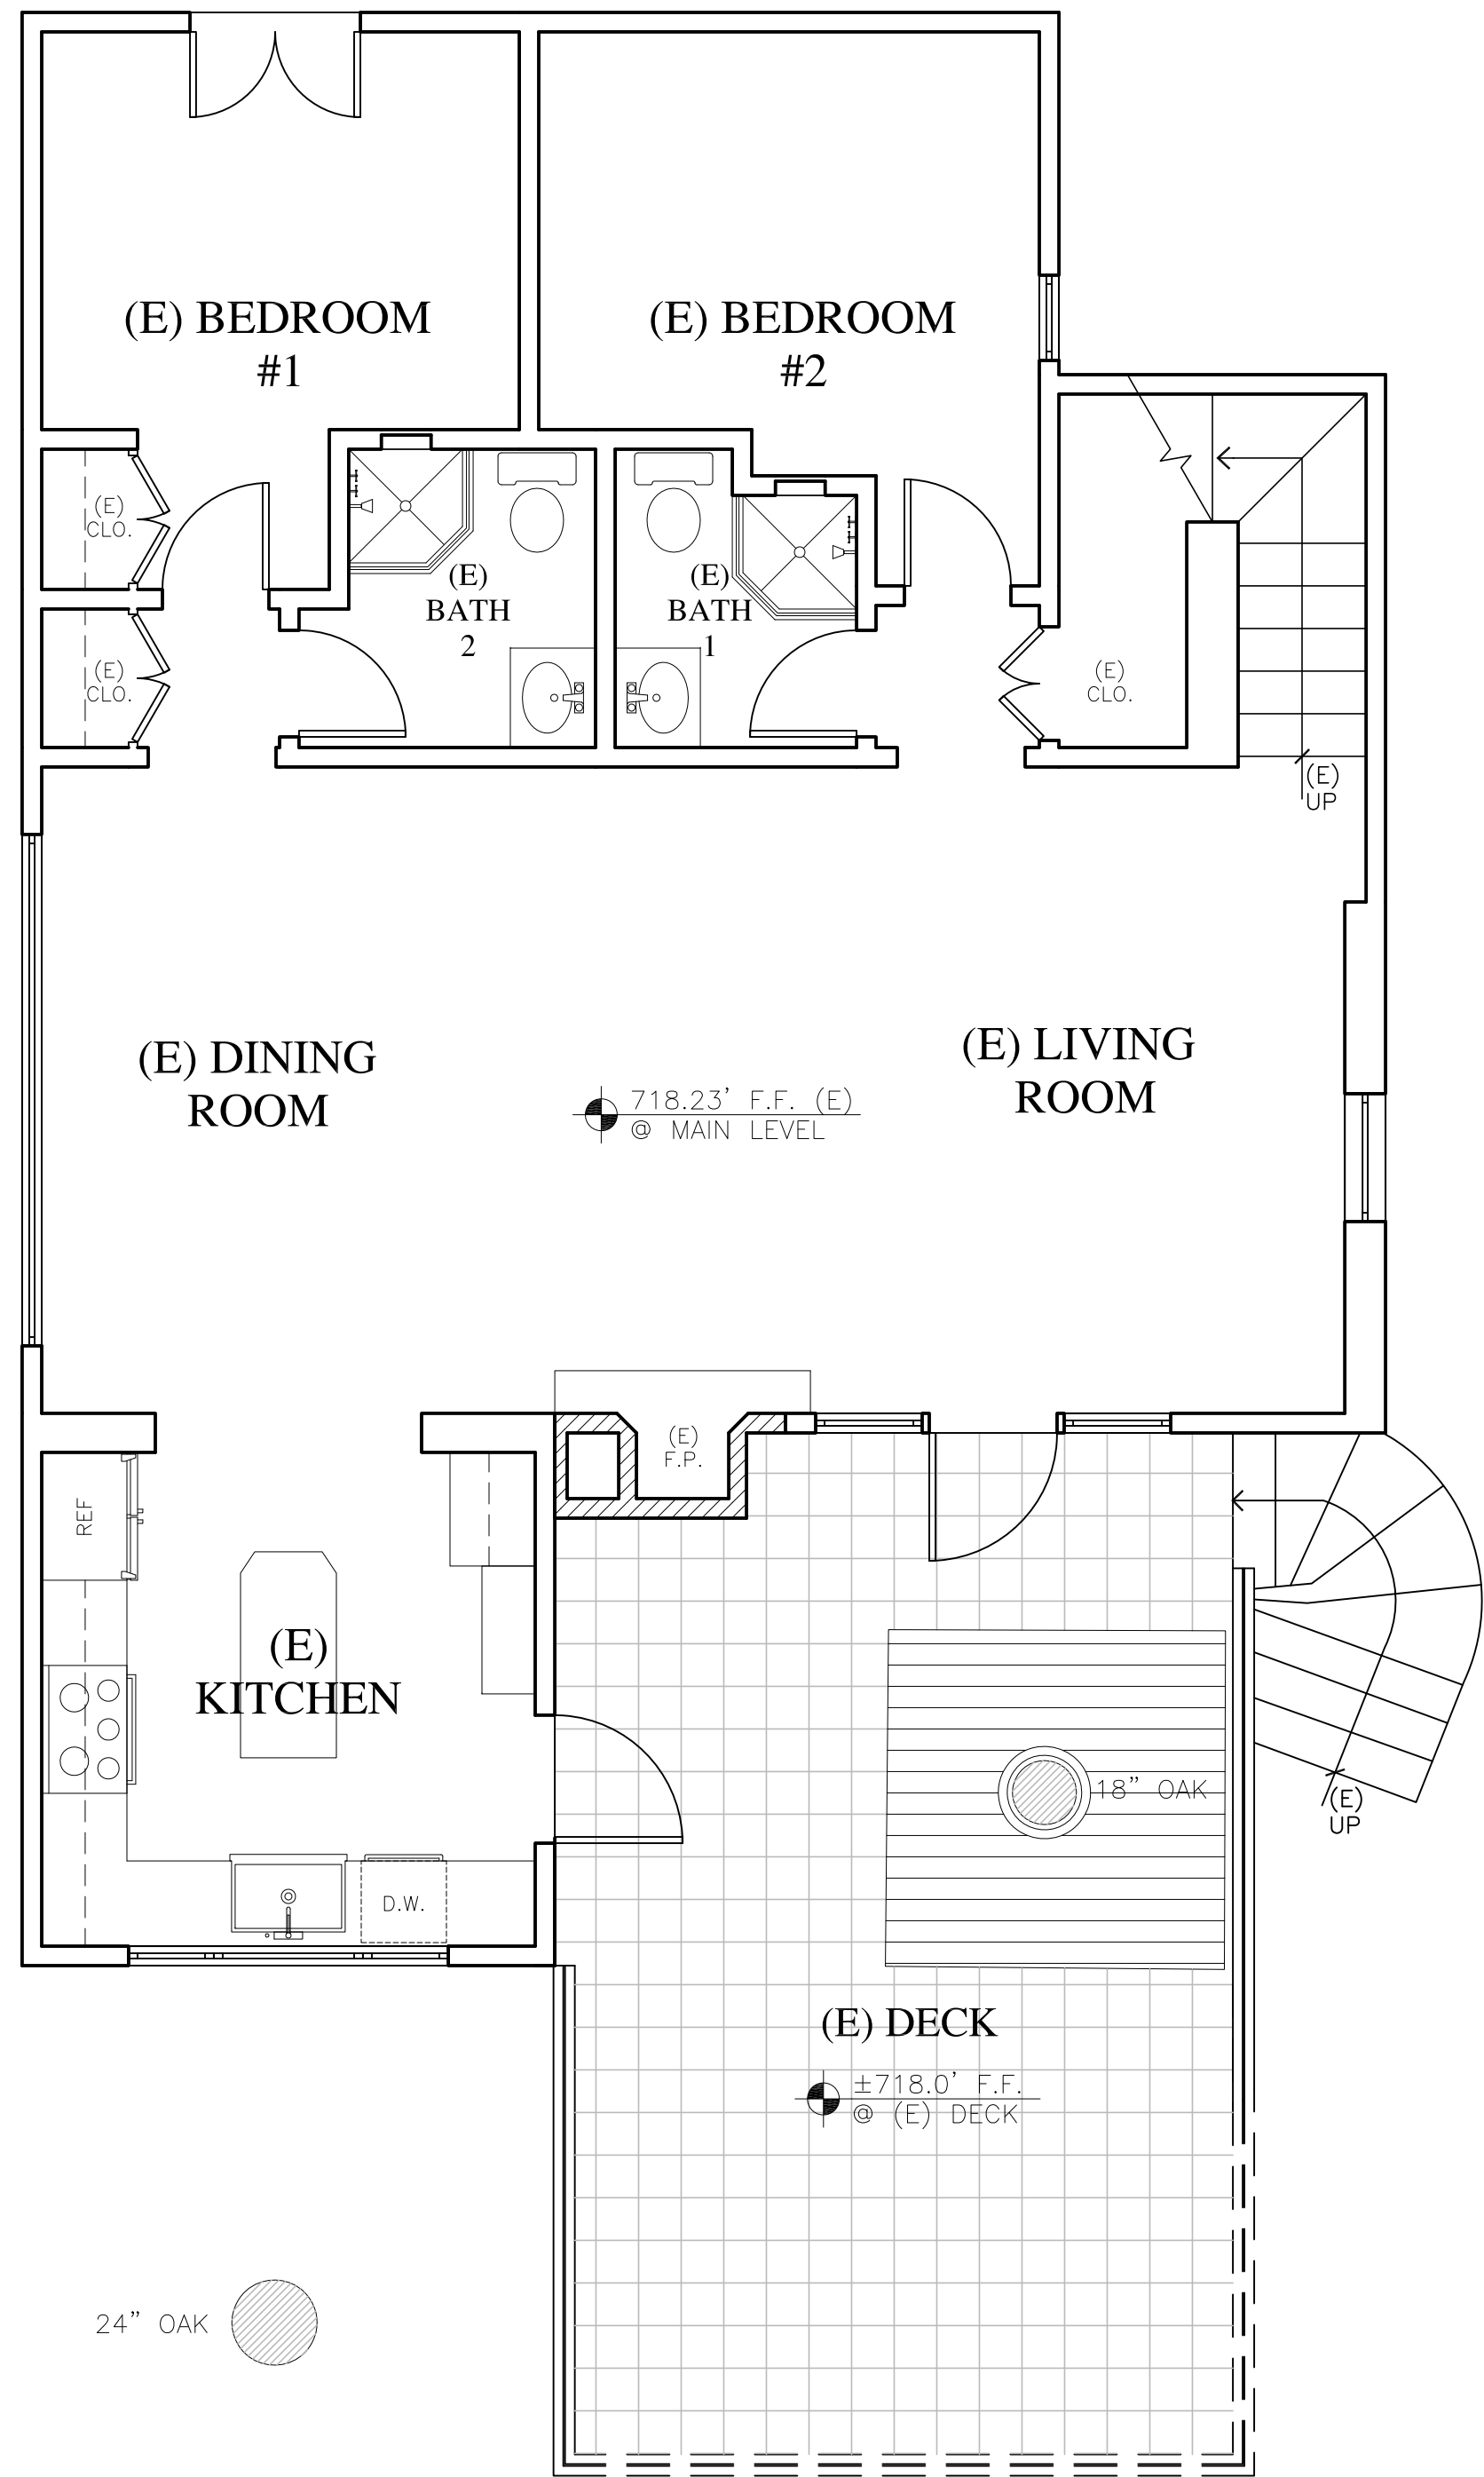 (E) BEDROOM
#1
(E) BEDROOM
#2
(E)
CLO.
(E)
BATH
2
(E)
BATH
1
(E)
CLO.
(E)
CLO.
(E)
UP
(E) DINING
ROOM
(E) LIVING
ROOM
718.23’ F.F. (E)
@ MAIN LEVEL
(E)
F.P.
REF
(E)
KITCHEN
18” OAK
(E)
UP
D.W.
(E) DECK
±718.0’ F.F.
@ (E) DECK
24” OAK